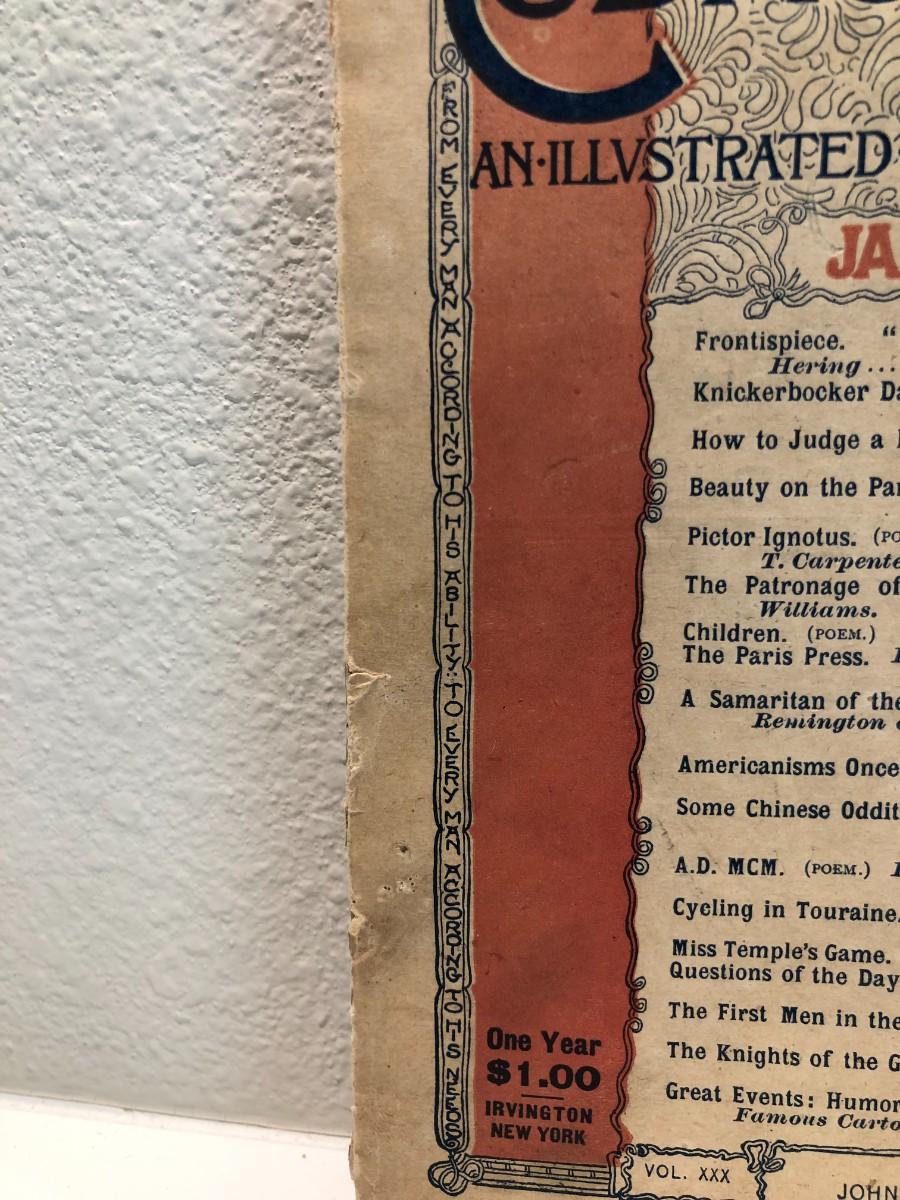 FROM EVERY MAN ACCORDING TO HIS ABILITY: TO EVERY MAN ACCORDING TO HIS NEEDS
AN·ILLVSTRATED
JA
Frontispiece. “
Hering ...
Knickerbocker Da
How to Judge a
Beauty on the Par
Pictor Ignotus. (PO
T. Carpente
The Patronage of
Williams.
Children. (POEM.)
The Paris Press.
A Samaritan of the
Remington
Americanisms Once
Some Chinese Oddit
A.D. MCM. (POEM.)
Cycling in Touraine.
Miss Temple's Game.
Questions of the Day
The First Men in the
The Knights of the G
Great Events: Humor
Famous Carto
One Year
$1.00
IRVINGTON
NEW YORK
VOL. XXX
JOHN